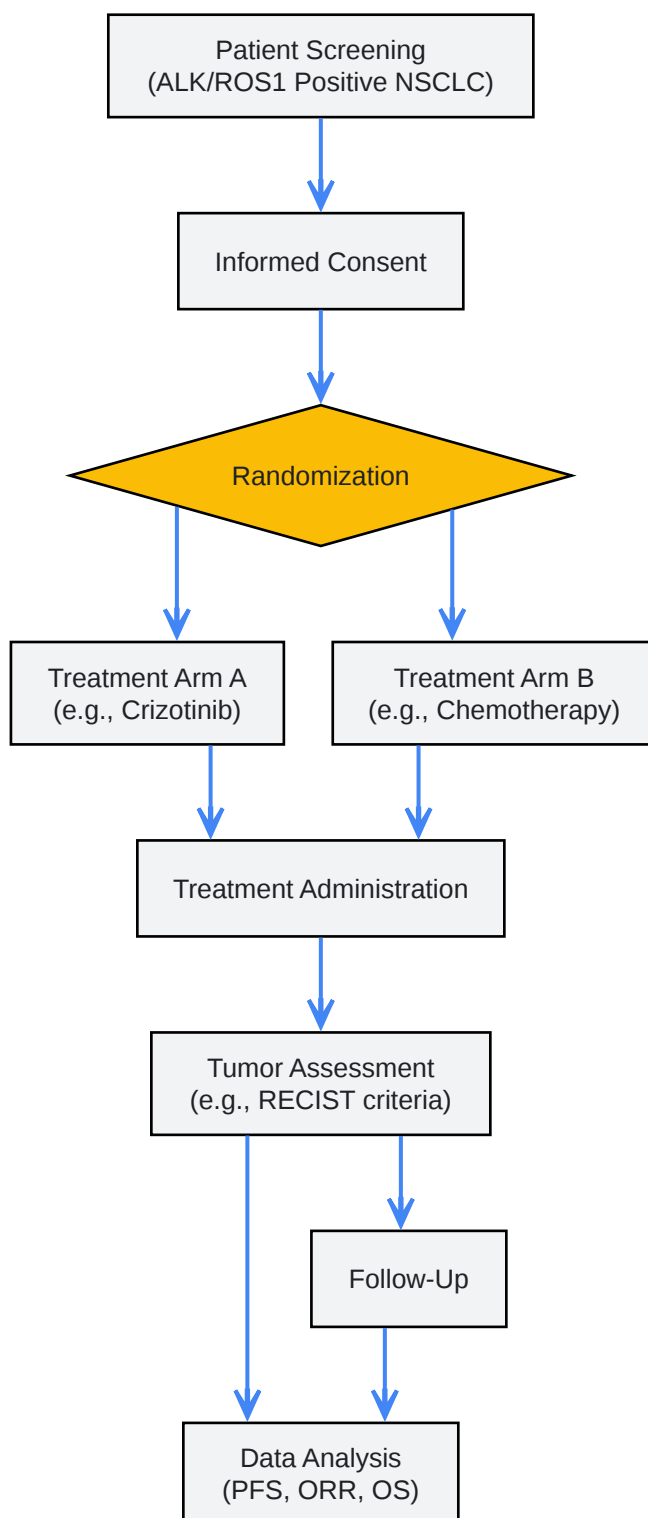 Patient Screening
(ALK/ROS1 Positive NSCLC)
Informed Consent
Randomization
Treatment Arm A
(e.g., Crizotinib)
Treatment Arm B
(e.g., Chemotherapy)
Treatment Administration
Tumor Assessment
(e.g., RECIST criteria)
Follow-Up
Data Analysis
(PFS, ORR, OS)